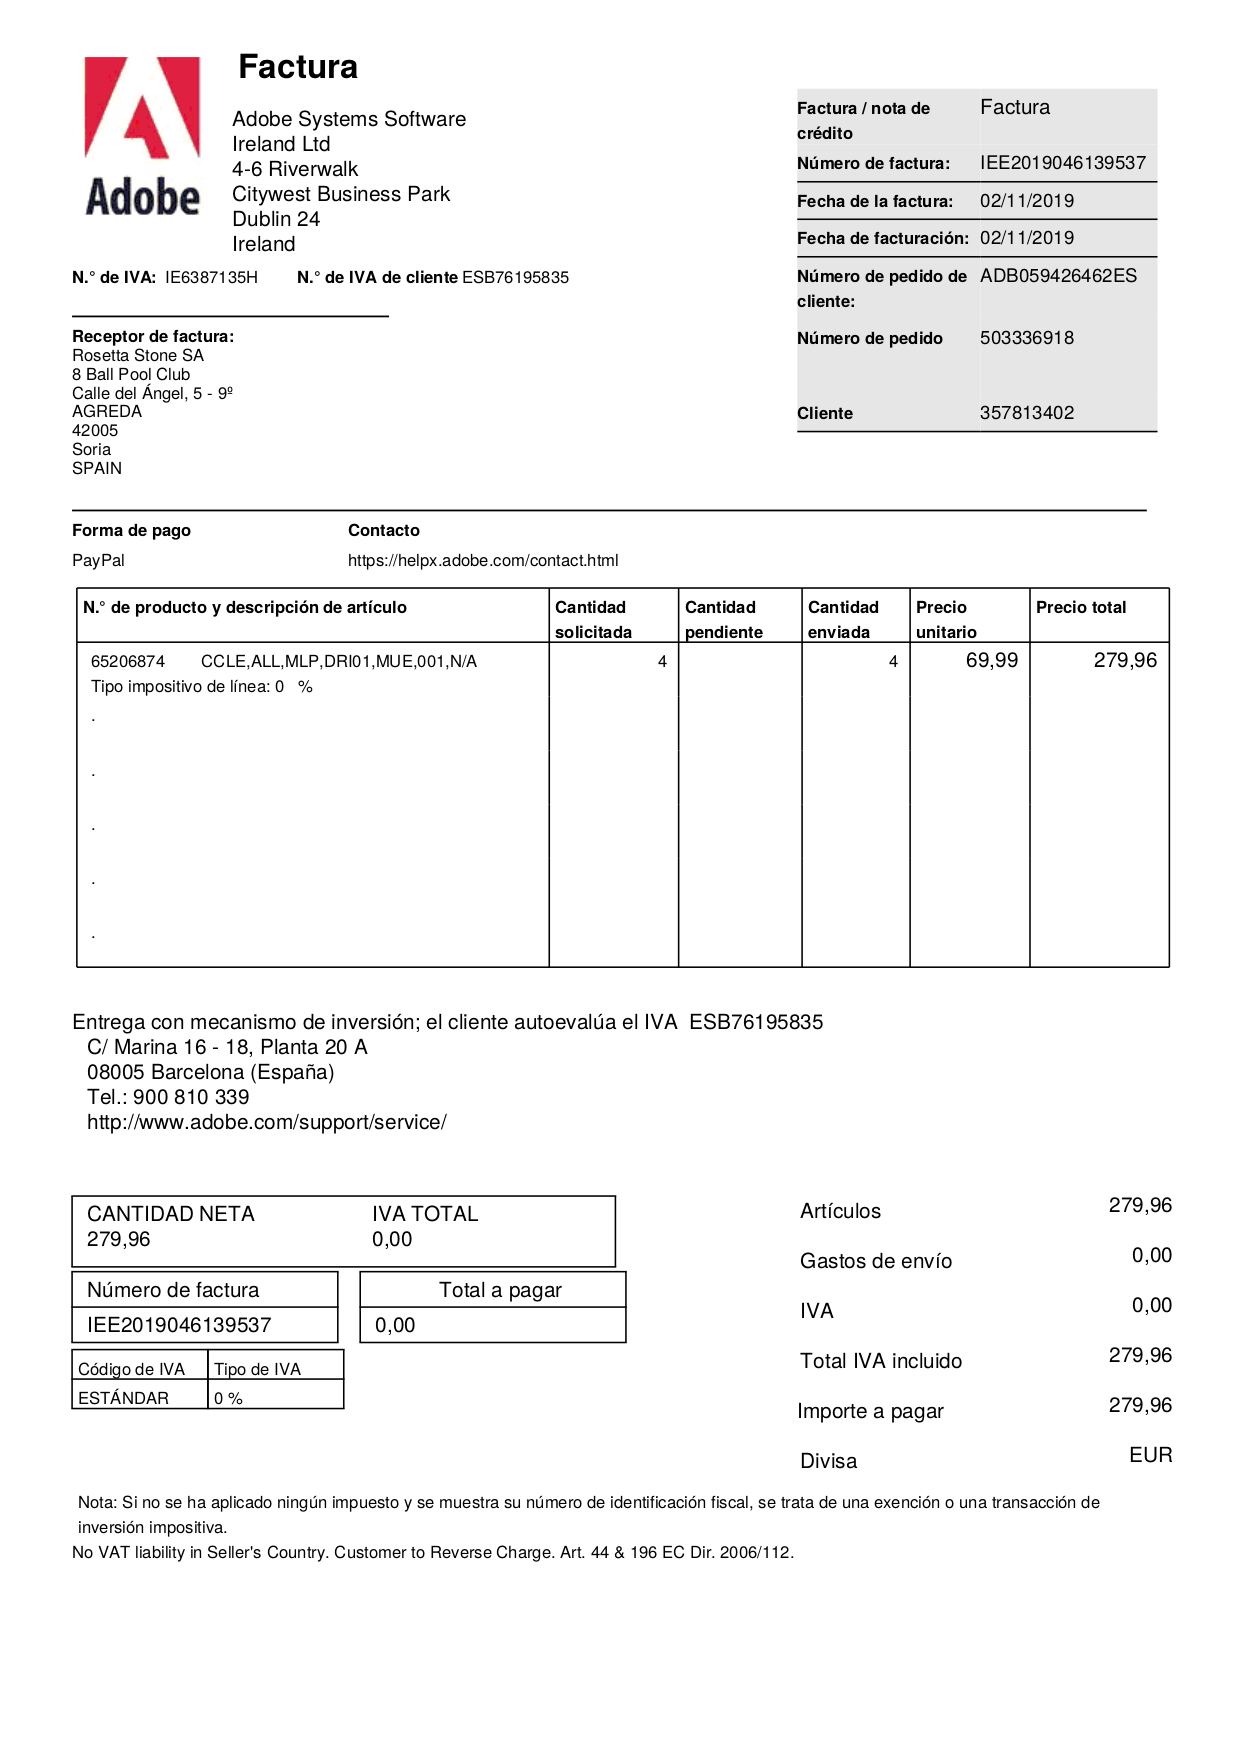 Factura
Adobe
Adobe Systems Software
Ireland Ltd
4-6 Riverwalk
Citywest Business Park
Dublin 24
Ireland
N.° de IVA: IE6387135H N.° de IVA de cliente ESB76195835
Factura / nota de crédito Factura
Número de factura: IEE2019046139537
Fecha de la factura: 02/11/2019
Fecha de facturación: 02/11/2019
Número de pedido de cliente: ADB059426462ES
Número de pedido 503336918
Cliente 357813402
Receptor de factura:
Rosetta Stone SA
8 Ball Pool Club
Calle del Ángel, 5 - 9º
AGREDA
42005
Soria
SPAIN
Forma de pago Contacto
PayPal https://helpx.adobe.com/contact.html
N.° de producto y descripción de artículo Cantidad solicitada Cantidad pendiente Cantidad enviada Precio unitario Precio total
65206874 CCLE,ALL,MLP,DRI01,MUE,001,N/A 4 4 69,99 279,96
Tipo impositivo de línea: 0 %
.
.
.
.
.
Entrega con mecanismo de inversión; el cliente autoevalúa el IVA ESB76195835
C/ Marina 16 - 18, Planta 20 A
08005 Barcelona (España)
Tel.: 900 810 339
http://www.adobe.com/support/service/
CANTIDAD NETA IVA TOTAL
279,96 0,00
Número de factura Total a pagar
IEE2019046139537 0,00
Código de IVA Tipo de IVA
ESTÁNDAR 0 %
Artículos 279,96
Gastos de envío 0,00
IVA 0,00
Total IVA incluido 279,96
Importe a pagar 279,96
Divisa EUR
Nota: Si no se ha aplicado ningún impuesto y se muestra su número de identificación fiscal, se trata de una exención o una transacción de
inversión impositiva.
No VAT liability in Seller's Country. Customer to Reverse Charge. Art. 44 & 196 EC Dir. 2006/112.